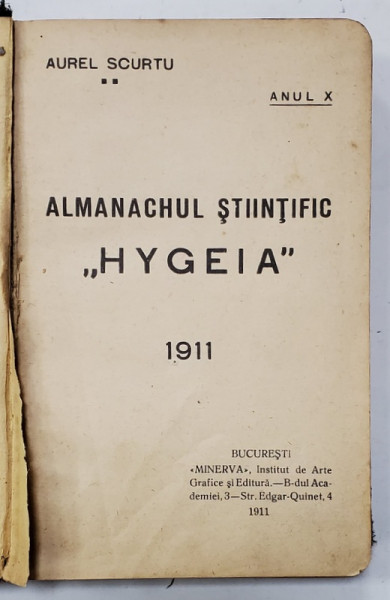 AUREL SCURTU
ANUL X
ALMANACHUL ŞTIINŢIFIC
„HYGEIA”
1911
BUCUREŞTI
«MINERVA», Institut de Arte
Grafice şi Editură.—B-dul Aca-
demiei, 3—Str. Edgar-Quinet, 4
1911